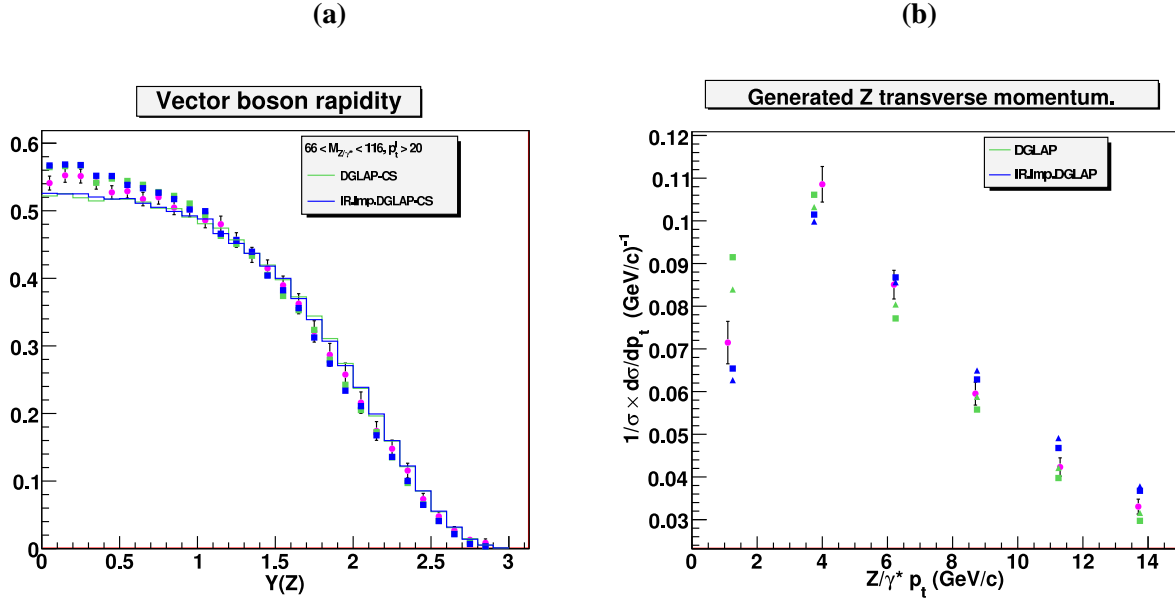 (a)
Vector boson rapidity
66 < M_{Z/γ*} < 116, p_t^l > 20
DGLAP-CS
IR.Imp.DGLAP-CS
0.6
0.5
0.4
0.3
0.2
0.1
0
0 0.5 1 1.5 2 2.5 3
Y(Z)
(b)
Generated Z transverse momentum.
DGLAP
IR.Imp.DGLAP
1/σ × dσ/dp_t (GeV/c)^{-1}
0.12
0.11
0.1
0.09
0.08
0.07
0.06
0.05
0.04
0.03
0 2 4 6 8 10 12 14
Z/γ* p_t (GeV/c)